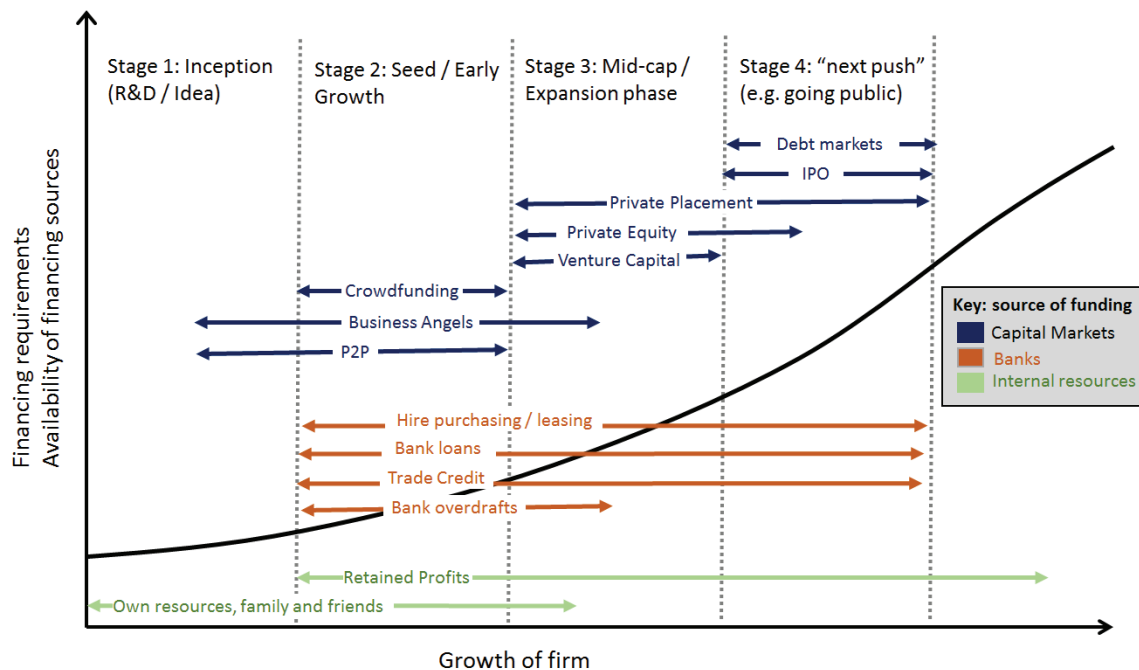 Stage 1: Inception
(R&D / Idea)
Stage 2: Seed / Early
Growth
Stage 3: Mid-cap /
Expansion phase
Stage 4: “next push”
(e.g. going public)
Debt markets
IPO
Private Placement
Private Equity
Venture Capital
Crowdfunding
Business Angels
P2P
Hire purchasing / leasing
Bank loans
Trade Credit
Bank overdrafts
Retained Profits
Own resources, family and friends
Key: source of funding
Capital Markets
Banks
Internal resources
Financing requirements
Availability of financing sources
Growth of firm